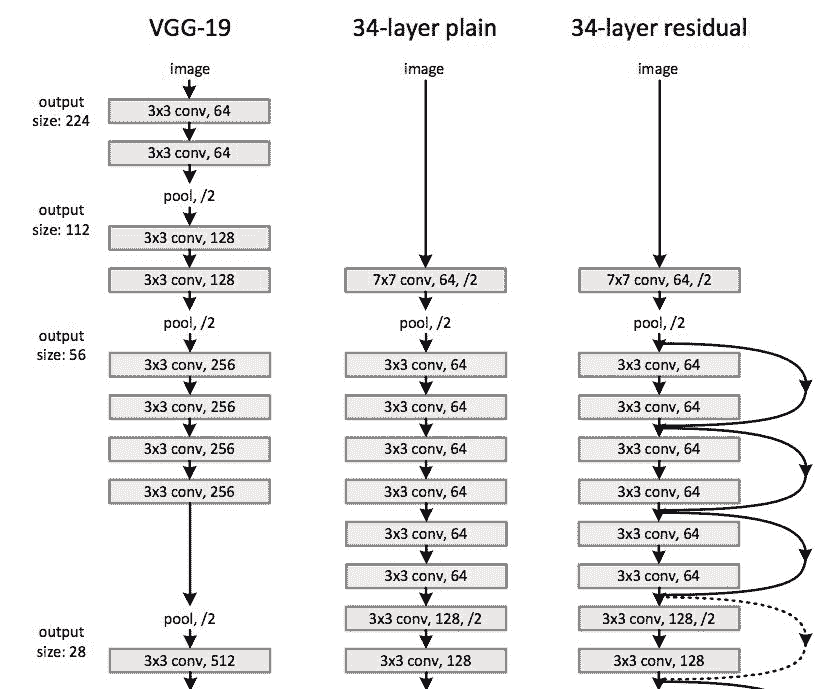 VGG-19
34-layer plain
34-layer residual
image
image
image
output
size: 224
3x3 conv, 64
3x3 conv, 64
pool, /2
output
size: 112
3x3 conv, 128
3x3 conv, 128
7x7 conv, 64, /2
7x7 conv, 64, /2
pool, /2
pool, /2
pool, /2
output
size: 56
3x3 conv, 256
3x3 conv, 64
3x3 conv, 64
3x3 conv, 256
3x3 conv, 64
3x3 conv, 64
3x3 conv, 256
3x3 conv, 64
3x3 conv, 64
3x3 conv, 256
3x3 conv, 64
3x3 conv, 64
3x3 conv, 64
3x3 conv, 64
3x3 conv, 64
3x3 conv, 64
pool, /2
3x3 conv, 128, /2
3x3 conv, 128, /2
output
size: 28
3x3 conv, 512
3x3 conv, 128
3x3 conv, 128